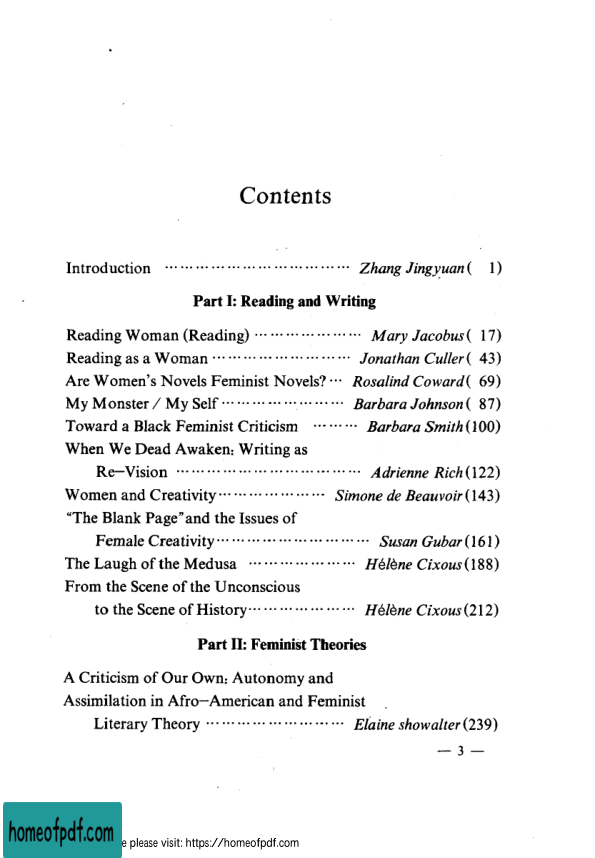 Contents
Introduction ………………………………… Zhang Jingyuan( 1)
Part I: Reading and Writing
Reading Woman (Reading) ………………… Mary Jacobus( 17)
Reading as a Woman ……………………… Jonathan Culler( 43)
Are Women's Novels Feminist Novels? … Rosalind Coward( 69)
My Monster / My Self …………………… Barbara Johnson( 87)
Toward a Black Feminist Criticism ……… Barbara Smith(100)
When We Dead Awaken: Writing as
Re—Vision ……………………………… Adrienne Rich(122)
Women and Creativity………………… Simone de Beauvoir(143)
"The Blank Page"and the Issues of
Female Creativity………………………… Susan Gubar(161)
The Laugh of the Medusa ………………… Hélène Cixous(188)
From the Scene of the Unconscious
to the Scene of History………………… Hélène Cixous(212)
Part II: Feminist Theories
A Criticism of Our Own: Autonomy and
Assimilation in Afro—American and Feminist
Literary Theory ……………………… Elaine showalter(239)
— 3 —
homeofpdf.com
e please visit: https://homeofpdf.com